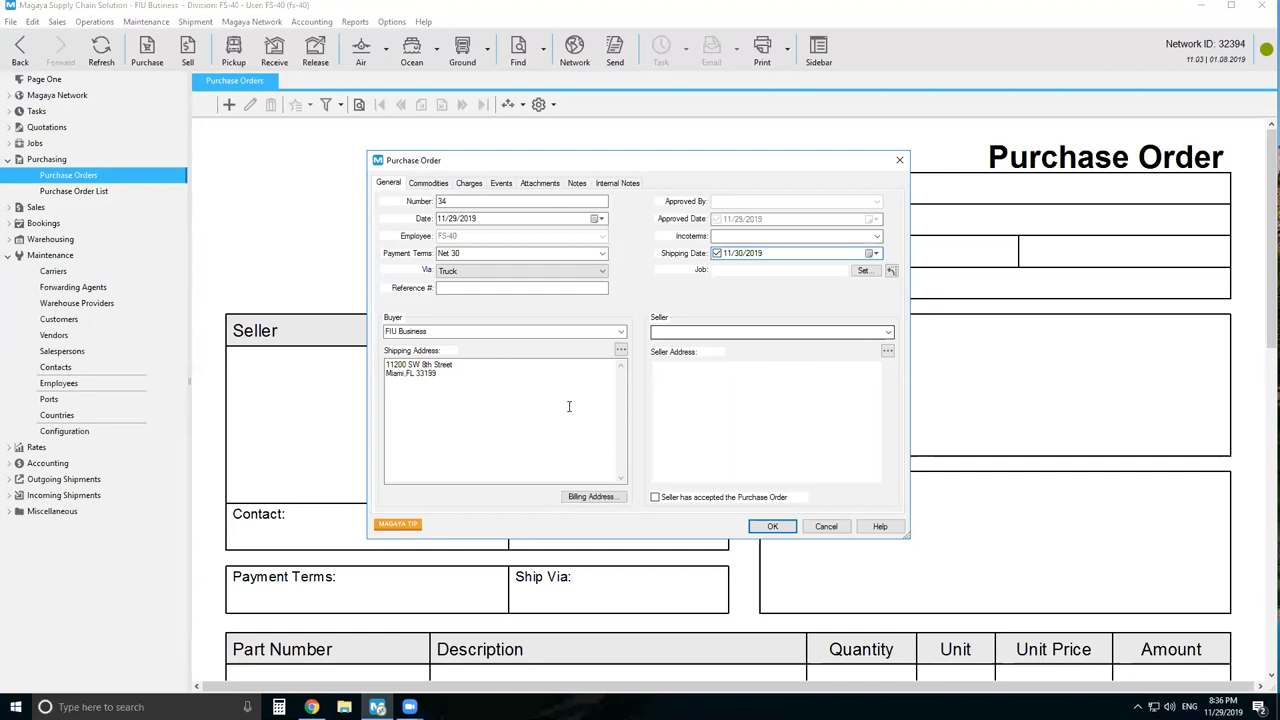 Magaya Supply Chain Solution - FIU Business - Division: FS-40 - User: FS-40 (fs-40)
File Edit Sales Operations Maintenance Shipment Magaya Network Accounting Reports Options Help
Back Forward Refresh Purchase Sell Pickup Receive Release Air Ocean Ground Find Network Send Task Email Print Sidebar
Network ID: 32394
11.03 | 01.08.2019
Page One
Magaya Network
Tasks
Quotations
Jobs
Purchasing
Purchase Orders
Purchase Order List
Sales
Bookings
Warehousing
Maintenance
Carriers
Forwarding Agents
Warehouse Providers
Customers
Vendors
Salespersons
Contacts
Employees
Ports
Countries
Configuration
Rates
Accounting
Outgoing Shipments
Incoming Shipments
Miscellaneous
Purchase Orders
Purchase Order
Seller
Contact:
Payment Terms: Ship Via:
Part Number Description Quantity Unit Unit Price Amount
Purchase Order
General Commodities Charges Events Attachments Notes Internal Notes
Number: 34
Date: 11/29/2019
Employee: FS-40
Payment Terms: Net 30
Via: Truck
Reference #:
Approved By:
Approved Date: 11/29/2019
Incoterms:
Shipping Date: 11/30/2019
Job: Set...
Buyer
FIU Business
Shipping Address: ...
11200 SW 8th Street
Miami,FL 33199
Billing Address...
Seller
Seller Address: ...
Seller has accepted the Purchase Order
MAGAYA TIP
OK Cancel Help
Type here to search
ENG
8:36 PM
11/29/2019
2